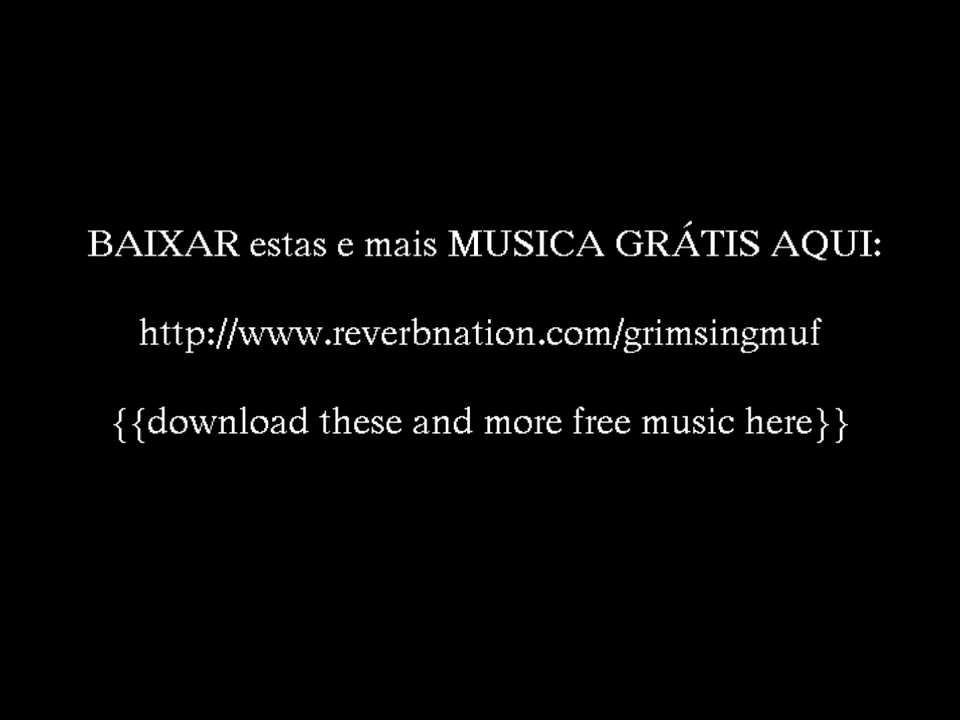 BAIXAR estas e mais MUSICA GRÁTIS AQUI:
http://www.reverbnation.com/grimsingmuf
{{download these and more free music here}}